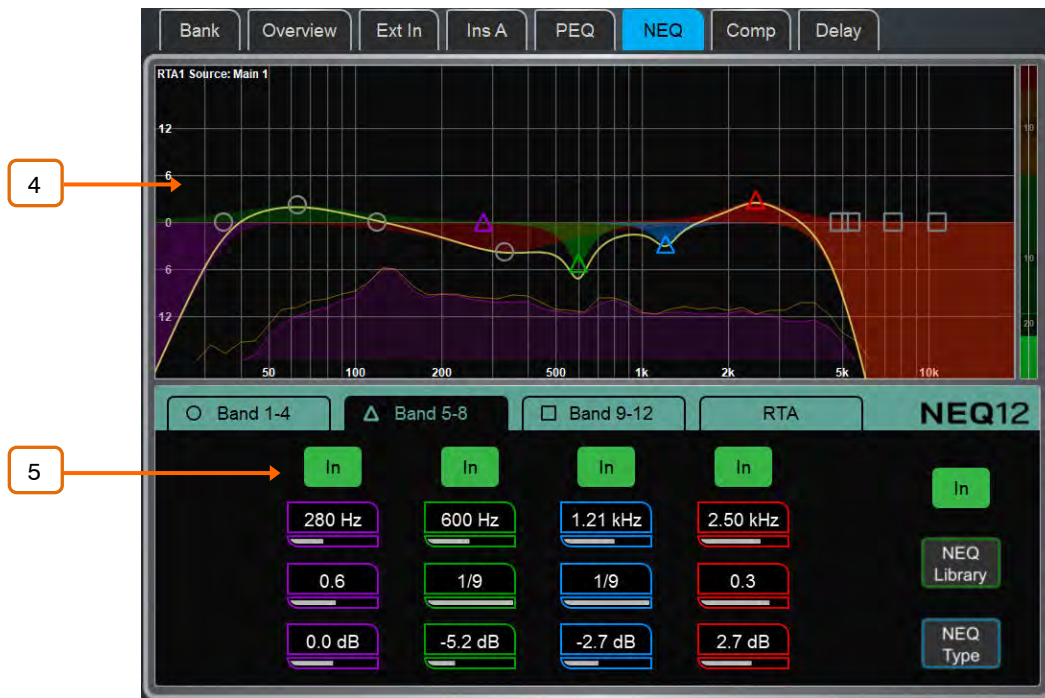 Bank Overview Ext In Ins A PEQ NEQ Comp Delay
RTA1 Source: Main 1
12
6
0
6
12
10
10
20
50 100 200 500 1k 2k 5k 10k
4
Band 1-4 Band 5-8 Band 9-12 RTA NEQ12
5
In In In In
In
280 Hz 600 Hz 1.21 kHz 2.50 kHz
NEQ
Library
0.6 1/9 1/9 0.3
0.0 dB -5.2 dB -2.7 dB 2.7 dB
NEQ
Type